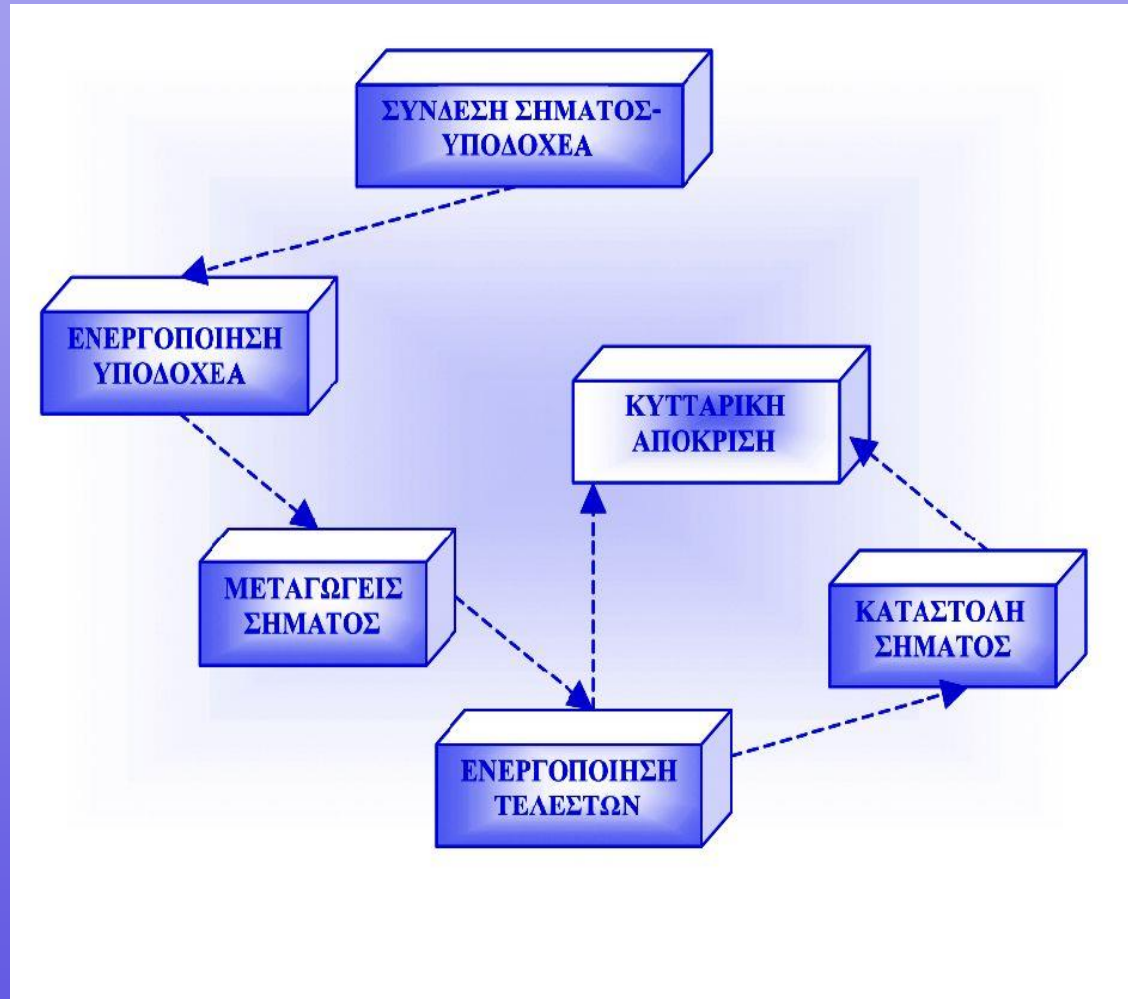 ΣΥΝΔΕΣΗ ΣΗΜΑΤΟΣ-
ΥΠΟΔΟΧΕΑ
ΕΝΕΡΓΟΠΟΙΗΣΗ
ΥΠΟΔΟΧΕΑ
ΚΥΤΤΑΡΙΚΗ
ΑΠΟΚΡΙΣΗ
ΜΕΤΑΓΩΓΕΙΣ
ΣΗΜΑΤΟΣ
ΚΑΤΑΣΤΟΛΗ
ΣΗΜΑΤΟΣ
ΕΝΕΡΓΟΠΟΙΗΣΗ
ΤΕΛΕΣΤΩΝ